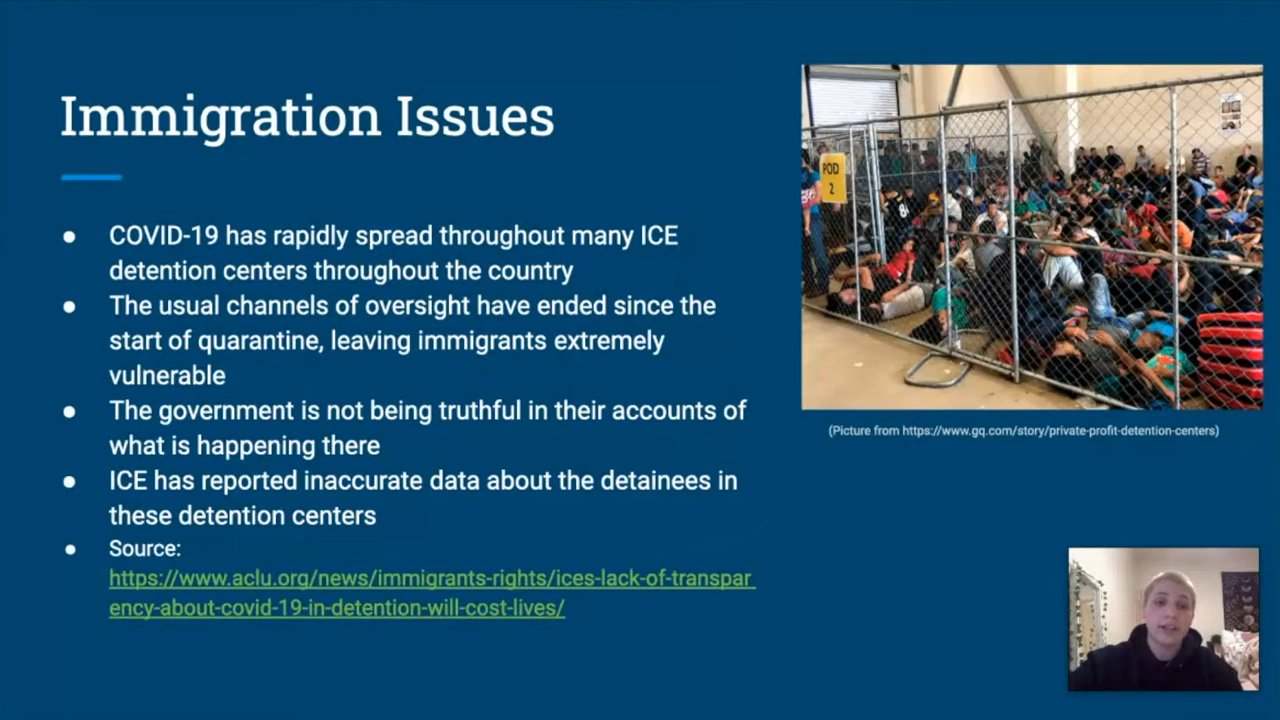 Immigration Issues
● COVID-19 has rapidly spread throughout many ICE
detention centers throughout the country
● The usual channels of oversight have ended since the
start of quarantine, leaving immigrants extremely
vulnerable
● The government is not being truthful in their accounts of
what is happening there
● ICE has reported inaccurate data about the detainees in
these detention centers
● Source:
https://www.aclu.org/news/immigrants-rights/ices-lack-of-transpar
ency-about-covid-19-in-detention-will-cost-lives/
POD
2
(Picture from https://www.gq.com/story/private-profit-detention-centers)